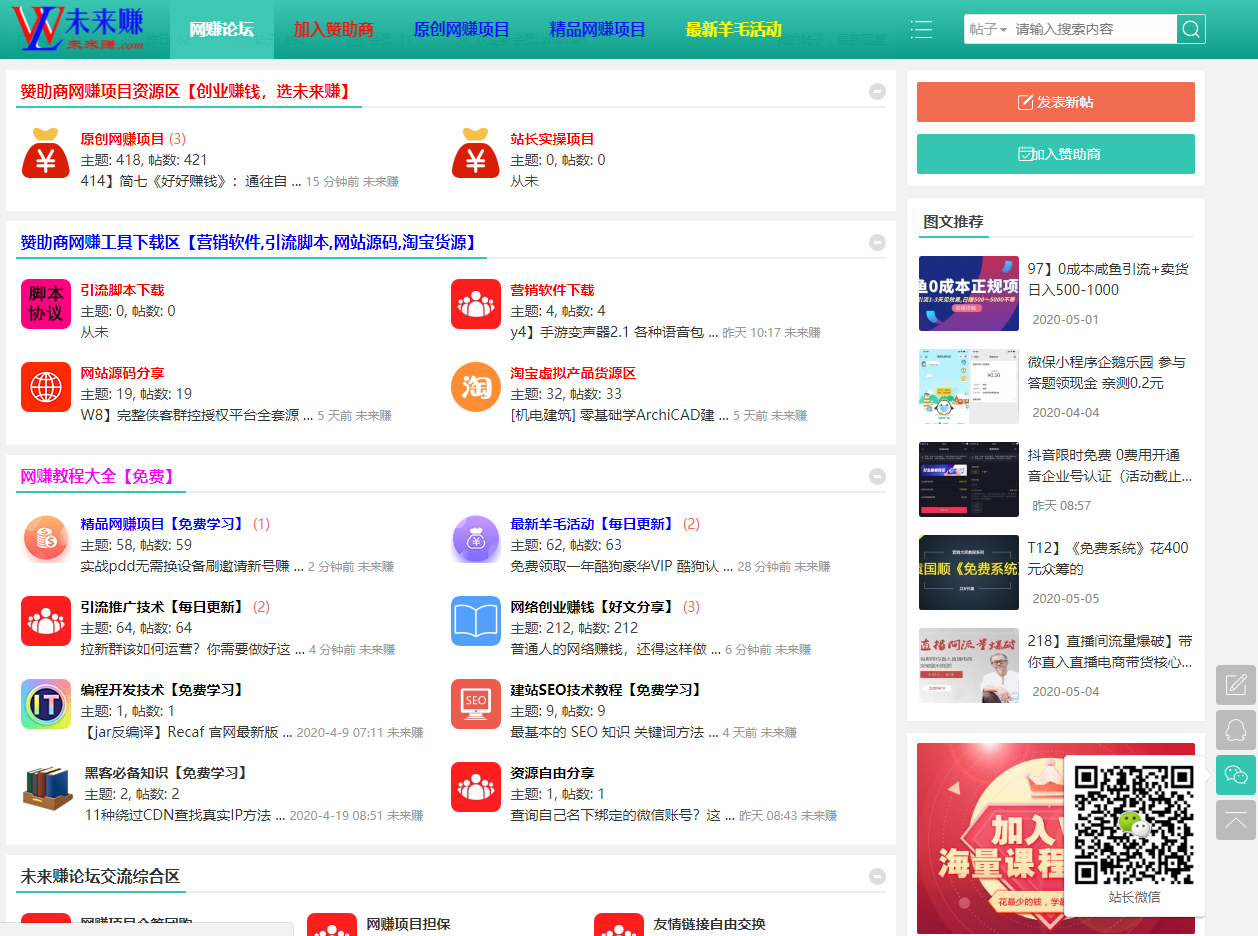 未来赚
未来赚.com
网赚论坛
加入赞助商
原创网赚项目
精品网赚项目
最新羊毛活动
帖子
请输入搜索内容
赞助商网赚项目资源区【创业赚钱，选未来赚】
原创网赚项目 (3)
主题: 418, 帖数: 421
414】简七《好好赚钱》：通往自 ... 15 分钟前 未来赚
站长实操项目
主题: 0, 帖数: 0
从未
赞助商网赚工具下载区【营销软件,引流脚本,网站源码,淘宝货源】
脚本
协议
引流脚本下载
主题: 0, 帖数: 0
从未
营销软件下载
主题: 4, 帖数: 4
y4】手游变声器2.1 各种语音包 ... 昨天 10:17 未来赚
网站源码分享
主题: 19, 帖数: 19
W8】完整侠客群控授权平台全套源 ... 5 天前 未来赚
淘
淘宝虚拟产品货源区
主题: 32, 帖数: 33
[机电建筑] 零基础学ArchiCAD建 ... 5 天前 未来赚
网赚教程大全【免费】
精品网赚项目【免费学习】 (1)
主题: 58, 帖数: 59
实战pdd无需换设备刷邀请新号赚 ... 2 分钟前 未来赚
最新羊毛活动【每日更新】 (2)
主题: 62, 帖数: 63
免费领取一年酷狗豪华VIP 酷狗认 ... 28 分钟前 未来赚
引流推广技术【每日更新】 (2)
主题: 64, 帖数: 64
拉新群该如何运营？你需要做好这 ... 4 分钟前 未来赚
网络创业赚钱【好文分享】 (3)
主题: 212, 帖数: 212
普通人的网络赚钱，还得这样做 ... 6 分钟前 未来赚
IT
编程开发技术【免费学习】
主题: 1, 帖数: 1
【jar反编译】Recaf 官网最新版 ... 2020-4-9 07:11 未来赚
SEO
建站SEO技术教程【免费学习】
主题: 9, 帖数: 9
最基本的 SEO 知识 关键词方法 ... 4 天前 未来赚
黑客必备知识【免费学习】
主题: 2, 帖数: 2
11种绕过CDN查找真实IP方法 ... 2020-4-19 08:51 未来赚
资源自由分享
主题: 1, 帖数: 1
查询自己名下绑定的微信账号？这 ... 昨天 08:43 未来赚
未来赚论坛交流综合区
网赚项目担保
友情链接自由交换
发表新帖
加入赞助商
图文推荐
鱼0成本正规项
97】0成本咸鱼引流+卖货
日入500-1000
2020-05-01
微保小程序企鹅乐园 参与
答题领现金 亲测0.2元
2020-04-04
抖音限时免费 0费用开通
音企业号认证（活动截止...
昨天 08:57
袁国顺《免费系统
T12】《免费系统》花400
元众筹的
2020-05-05
直播间流量爆破
218】直播间流量爆破】带
你直入直播电商带货核心...
2020-05-04
加入
海量课程
花最少的钱，学
站长微信